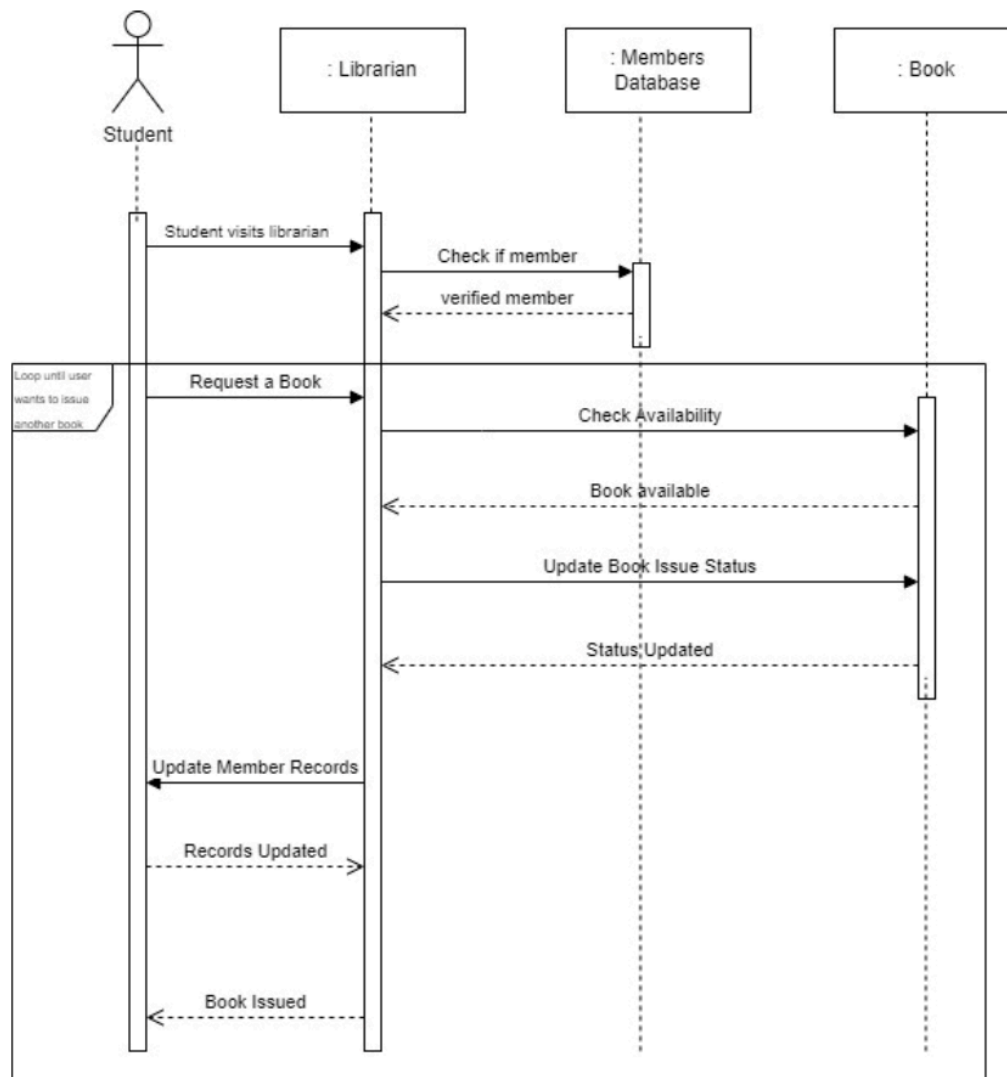 Student
: Librarian
: Members
Database
: Book
Student visits librarian
Check if member
verified member
Loop until user
wants to issue
another book
Request a Book
Check Availability
Book available
Update Book Issue Status
Status Updated
Update Member Records
Records Updated
Book Issued